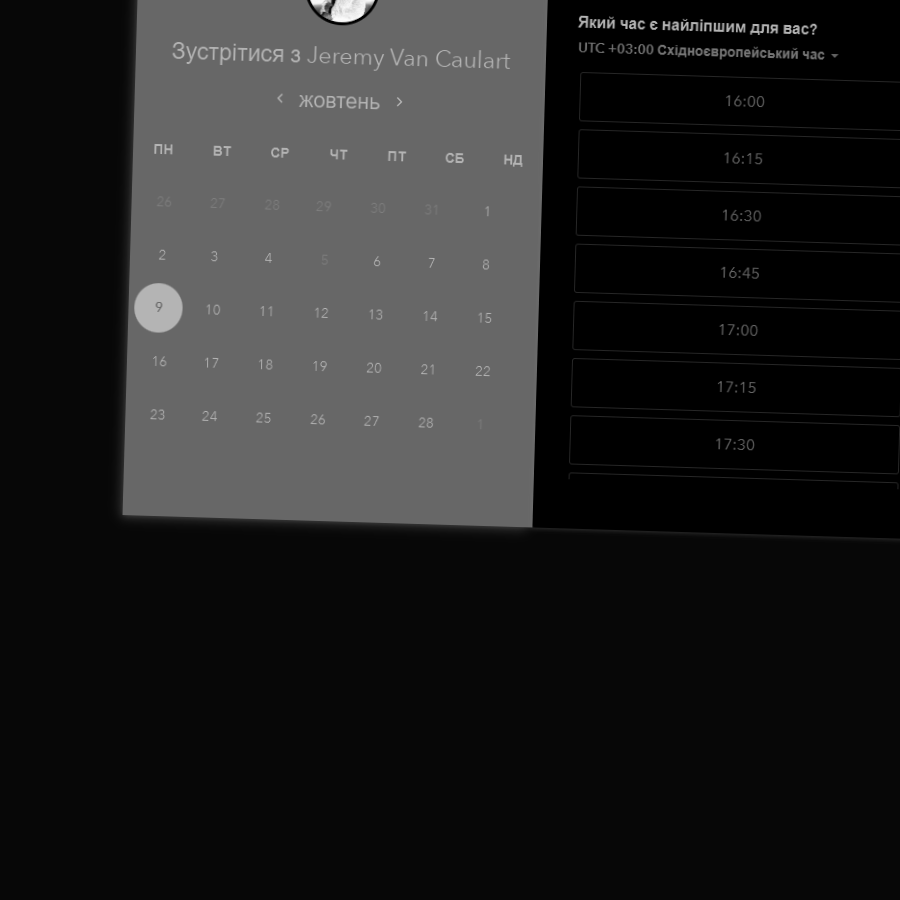 Зустрітися з Jeremy Van Caulart
жовтень
ПН ВТ СР ЧТ ПТ СБ НД
26 27 28 29 30 31 1
2 3 4 5 6 7 8
9 10 11 12 13 14 15
16 17 18 19 20 21 22
23 24 25 26 27 28 1
Який час є найліпшим для вас?
UTC +03:00 Східноєвропейський час
16:00
16:15
16:30
16:45
17:00
17:15
17:30